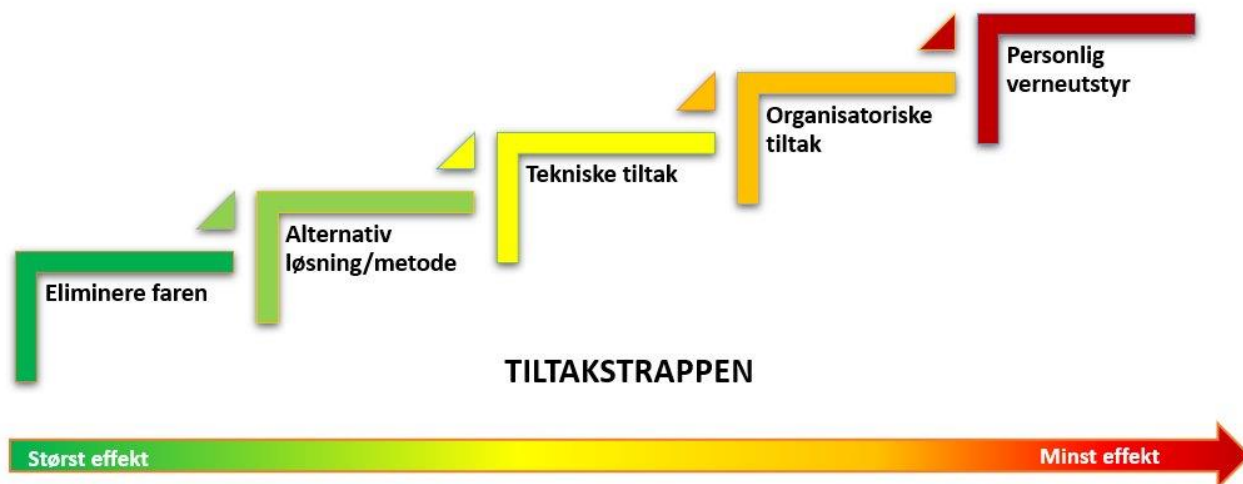 Eliminere faren
Alternativ
løsning/metode
Tekniske tiltak
Organisatoriske
tiltak
Personlig
verneutstyr
TILTAKSTRAPPEN
Størst effekt
Minst effekt